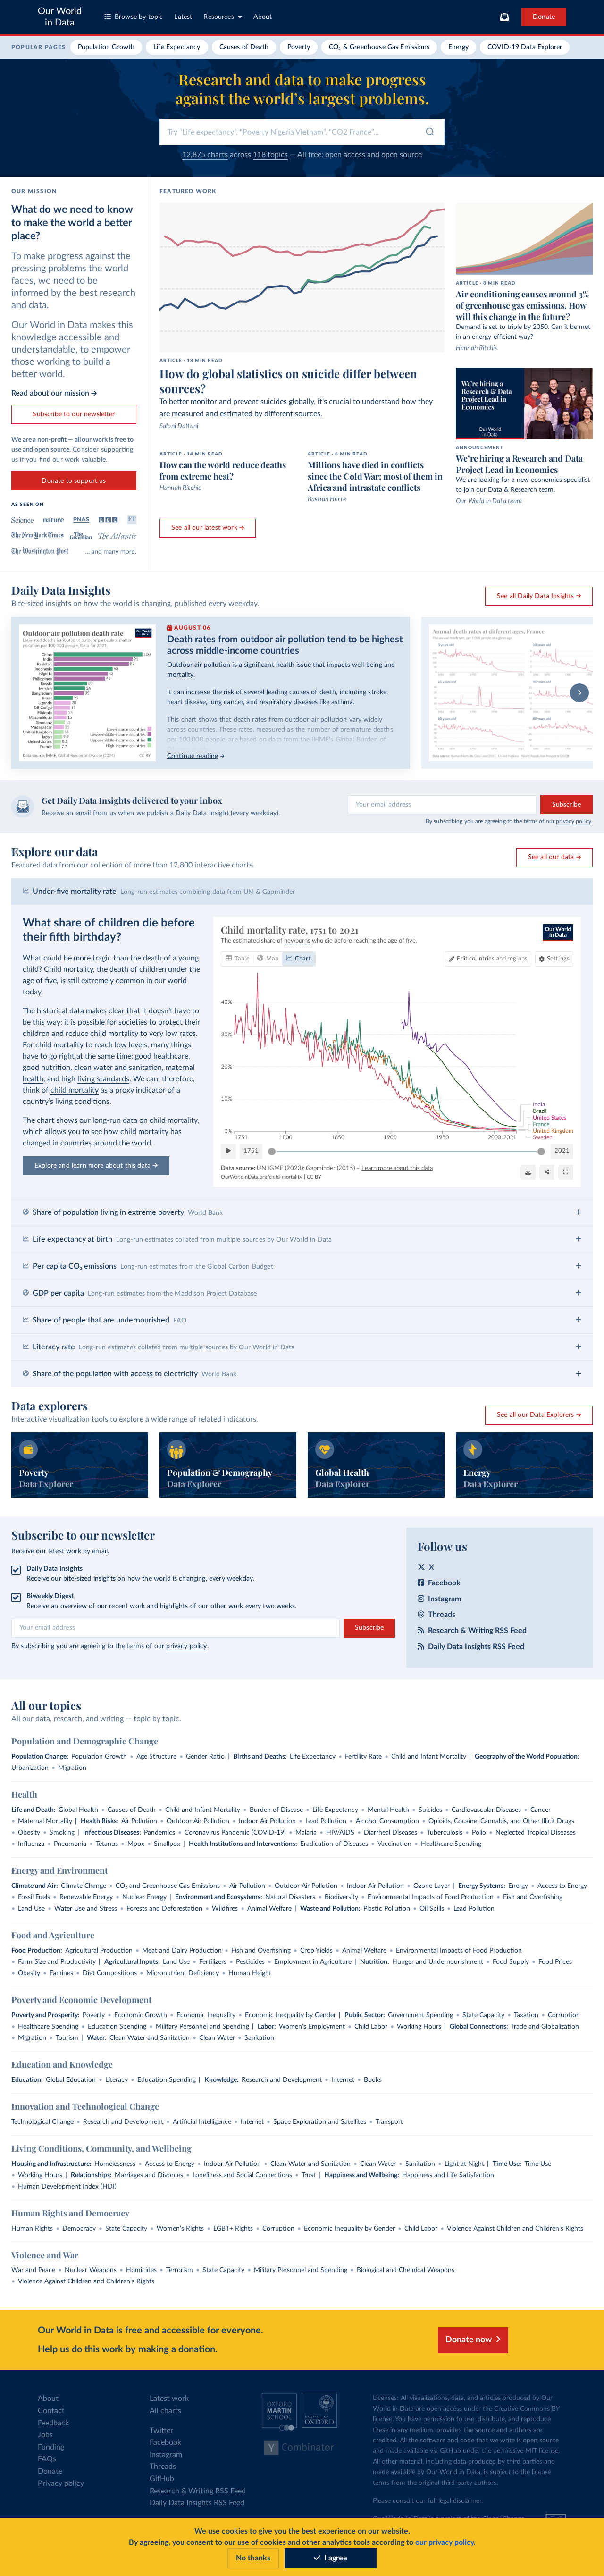 Our World
in Data
Browse by topic
Latest
Resources
About
Donate
POPULAR PAGES
Population Growth
Life Expectancy
Causes of Death
Poverty
CO₂ & Greenhouse Gas Emissions
Energy
COVID-19 Data Explorer
Research and data to make progress
against the world’s largest problems.
Try "Life expectancy", "Poverty Nigeria Vietnam", "CO2 France"...
12,875 charts across 118 topics — All free: open access and open source
OUR MISSION
What do we need to know
to make the world a better
place?
To make progress against the
pressing problems the world
faces, we need to be
informed by the best research
and data.
Our World in Data makes this
knowledge accessible and
understandable, to empower
those working to build a
better world.
Read about our mission →
Subscribe to our newsletter
We are a non-profit — all our work is free to
use and open source. Consider supporting
us if you find our work valuable.
Donate to support us
AS SEEN ON
Science
nature
PNAS
BBC
FT
The New York Times
The Guardian
The Atlantic
The Washington Post
... and many more.
FEATURED WORK
ARTICLE - 18 MIN READ
How do global statistics on suicide differ between
sources?
To better monitor and prevent suicides globally, it's crucial to understand how they
are measured and estimated by different sources.
Saloni Dattani
ARTICLE - 14 MIN READ
How can the world reduce deaths
from extreme heat?
Hannah Ritchie
ARTICLE - 6 MIN READ
Millions have died in conflicts
since the Cold War; most of them in
Africa and intrastate conflicts
Bastian Herre
See all our latest work →
ARTICLE - 8 MIN READ
Air conditioning causes around 3%
of greenhouse gas emissions. How
will this change in the future?
Demand is set to triple by 2050. Can it be met
in an energy-efficient way?
Hannah Ritchie
We're hiring a
Research & Data
Project Lead in
Economics
Our World
in Data
ANNOUNCEMENT
We’re hiring a Research and Data
Project Lead in Economics
We are looking for a new economics specialist
to join our Data & Research team.
Our World in Data team
Daily Data Insights
Bite-sized insights on how the world is changing, published every weekday.
See all Daily Data Insights →
Outdoor air pollution death rate
AUGUST 06
Death rates from outdoor air pollution tend to be highest
across middle-income countries
Outdoor air pollution is a significant health issue that impacts well-being and
mortality.
It can increase the risk of several leading causes of death, including stroke,
heart disease, lung cancer, and respiratory diseases like asthma.
This chart shows that death rates from outdoor air pollution vary widely
across countries. These rates, as measured by the number of premature deaths
per 100,000 people, are based on data from the IHME's Global Burden of
Continue reading →
Annual death rates at different ages, France
Get Daily Data Insights delivered to your inbox
Receive an email from us when we publish a Daily Data Insight (every weekday).
Your email address
Subscribe
By subscribing you are agreeing to the terms of our privacy policy.
Explore our data
Featured data from our collection of more than 12,800 interactive charts.
See all our data →
Under-five mortality rate Long-run estimates combining data from UN & Gapminder
What share of children die before
their fifth birthday?
What could be more tragic than the death of a young
child? Child mortality, the death of children under the
age of five, is still extremely common in our world
today.
The historical data makes clear that it doesn’t have to
be this way: it is possible for societies to protect their
children and reduce child mortality to very low rates.
For child mortality to reach low levels, many things
have to go right at the same time: good healthcare,
good nutrition, clean water and sanitation, maternal
health, and high living standards. We can, therefore,
think of child mortality as a proxy indicator of a
country’s living conditions.
The chart shows our long-run data on child mortality,
which allows you to see how child mortality has
changed in countries around the world.
Explore and learn more about this data →
Child mortality rate, 1751 to 2021
The estimated share of newborns who die before reaching the age of five.
Our World
in Data
Table
Map
Chart
Edit countries and regions
Settings
40%
30%
20%
10%
0%
1751
1800
1850
1900
1950
2000
2021
India
Brazil
United States
France
United Kingdom
Sweden
1751
2021
Data source: UN IGME (2023); Gapminder (2015) – Learn more about this data
OurWorldInData.org/child-mortality | CC BY
Share of population living in extreme poverty World Bank
Life expectancy at birth Long-run estimates collated from multiple sources by Our World in Data
Per capita CO₂ emissions Long-run estimates from the Global Carbon Budget
GDP per capita Long-run estimates from the Maddison Project Database
Share of people that are undernourished FAO
Literacy rate Long-run estimates collated from multiple sources by Our World in Data
Share of the population with access to electricity World Bank
Data explorers
Interactive visualization tools to explore a wide range of related indicators.
See all our Data Explorers →
Poverty
Data Explorer
Population & Demography
Data Explorer
Global Health
Data Explorer
Energy
Data Explorer
Subscribe to our newsletter
Receive our latest work by email.
Daily Data Insights
Receive our bite-sized insights on how the world is changing, every weekday.
Biweekly Digest
Receive an overview of our recent work and highlights of our other work every two weeks.
Your email address
Subscribe
By subscribing you are agreeing to the terms of our privacy policy.
Follow us
X
Facebook
Instagram
Threads
Research & Writing RSS Feed
Daily Data Insights RSS Feed
All our topics
All our data, research, and writing — topic by topic.
Population and Demographic Change
Population Change: Population Growth • Age Structure • Gender Ratio | Births and Deaths: Life Expectancy • Fertility Rate • Child and Infant Mortality | Geography of the World Population:
Urbanization • Migration
Health
Life and Death: Global Health • Causes of Death • Child and Infant Mortality • Burden of Disease • Life Expectancy • Mental Health • Suicides • Cardiovascular Diseases • Cancer
• Maternal Mortality | Health Risks: Air Pollution • Outdoor Air Pollution • Indoor Air Pollution • Lead Pollution • Alcohol Consumption • Opioids, Cocaine, Cannabis, and Other Illicit Drugs
• Obesity • Smoking | Infectious Diseases: Pandemics • Coronavirus Pandemic (COVID-19) • Malaria • HIV/AIDS • Diarrheal Diseases • Tuberculosis • Polio • Neglected Tropical Diseases
• Influenza • Pneumonia • Tetanus • Mpox • Smallpox | Health Institutions and Interventions: Eradication of Diseases • Vaccination • Healthcare Spending
Energy and Environment
Climate and Air: Climate Change • CO₂ and Greenhouse Gas Emissions • Air Pollution • Outdoor Air Pollution • Indoor Air Pollution • Ozone Layer | Energy Systems: Energy • Access to Energy
• Fossil Fuels • Renewable Energy • Nuclear Energy | Environment and Ecosystems: Natural Disasters • Biodiversity • Environmental Impacts of Food Production • Fish and Overfishing
• Land Use • Water Use and Stress • Forests and Deforestation • Wildfires • Animal Welfare | Waste and Pollution: Plastic Pollution • Oil Spills • Lead Pollution
Food and Agriculture
Food Production: Agricultural Production • Meat and Dairy Production • Fish and Overfishing • Crop Yields • Animal Welfare • Environmental Impacts of Food Production
• Farm Size and Productivity | Agricultural Inputs: Land Use • Fertilizers • Pesticides • Employment in Agriculture | Nutrition: Hunger and Undernourishment • Food Supply • Food Prices
• Obesity • Famines • Diet Compositions • Micronutrient Deficiency • Human Height
Poverty and Economic Development
Poverty and Prosperity: Poverty • Economic Growth • Economic Inequality • Economic Inequality by Gender | Public Sector: Government Spending • State Capacity • Taxation • Corruption
• Healthcare Spending • Education Spending • Military Personnel and Spending | Labor: Women’s Employment • Child Labor • Working Hours | Global Connections: Trade and Globalization
• Migration • Tourism | Water: Clean Water and Sanitation • Clean Water • Sanitation
Education and Knowledge
Education: Global Education • Literacy • Education Spending | Knowledge: Research and Development • Internet • Books
Innovation and Technological Change
Technological Change • Research and Development • Artificial Intelligence • Internet • Space Exploration and Satellites • Transport
Living Conditions, Community, and Wellbeing
Housing and Infrastructure: Homelessness • Access to Energy • Indoor Air Pollution • Clean Water and Sanitation • Clean Water • Sanitation • Light at Night | Time Use: Time Use
• Working Hours | Relationships: Marriages and Divorces • Loneliness and Social Connections • Trust | Happiness and Wellbeing: Happiness and Life Satisfaction
• Human Development Index (HDI)
Human Rights and Democracy
Human Rights • Democracy • State Capacity • Women’s Rights • LGBT+ Rights • Corruption • Economic Inequality by Gender • Child Labor • Violence Against Children and Children’s Rights
Violence and War
War and Peace • Nuclear Weapons • Homicides • Terrorism • State Capacity • Military Personnel and Spending • Biological and Chemical Weapons
• Violence Against Children and Children’s Rights
Our World in Data is free and accessible for everyone.
Help us do this work by making a donation.
Donate now
About
Contact
Feedback
Jobs
Funding
FAQs
Donate
Privacy policy
Latest work
All charts
Twitter
Facebook
Instagram
Threads
GitHub
Research & Writing RSS Feed
Daily Data Insights RSS Feed
OXFORD
MARTIN
SCHOOL
UNIVERSITY OF
OXFORD
Y Combinator
Licenses: All visualizations, data, and articles produced by Our
World in Data are open access under the Creative Commons BY
license. You have permission to use, distribute, and reproduce
these in any medium, provided the source and authors are
credited. All the software and code that we write is open source
and made available via GitHub under the permissive MIT license.
All other material, including data produced by third parties and
made available by Our World in Data, is subject to the license
terms from the original third-party authors.
Please consult our full legal disclaimer.
We use cookies to give you the best experience on our website.
By agreeing, you consent to our use of cookies and other analytics tools according to our privacy policy.
No thanks
I agree